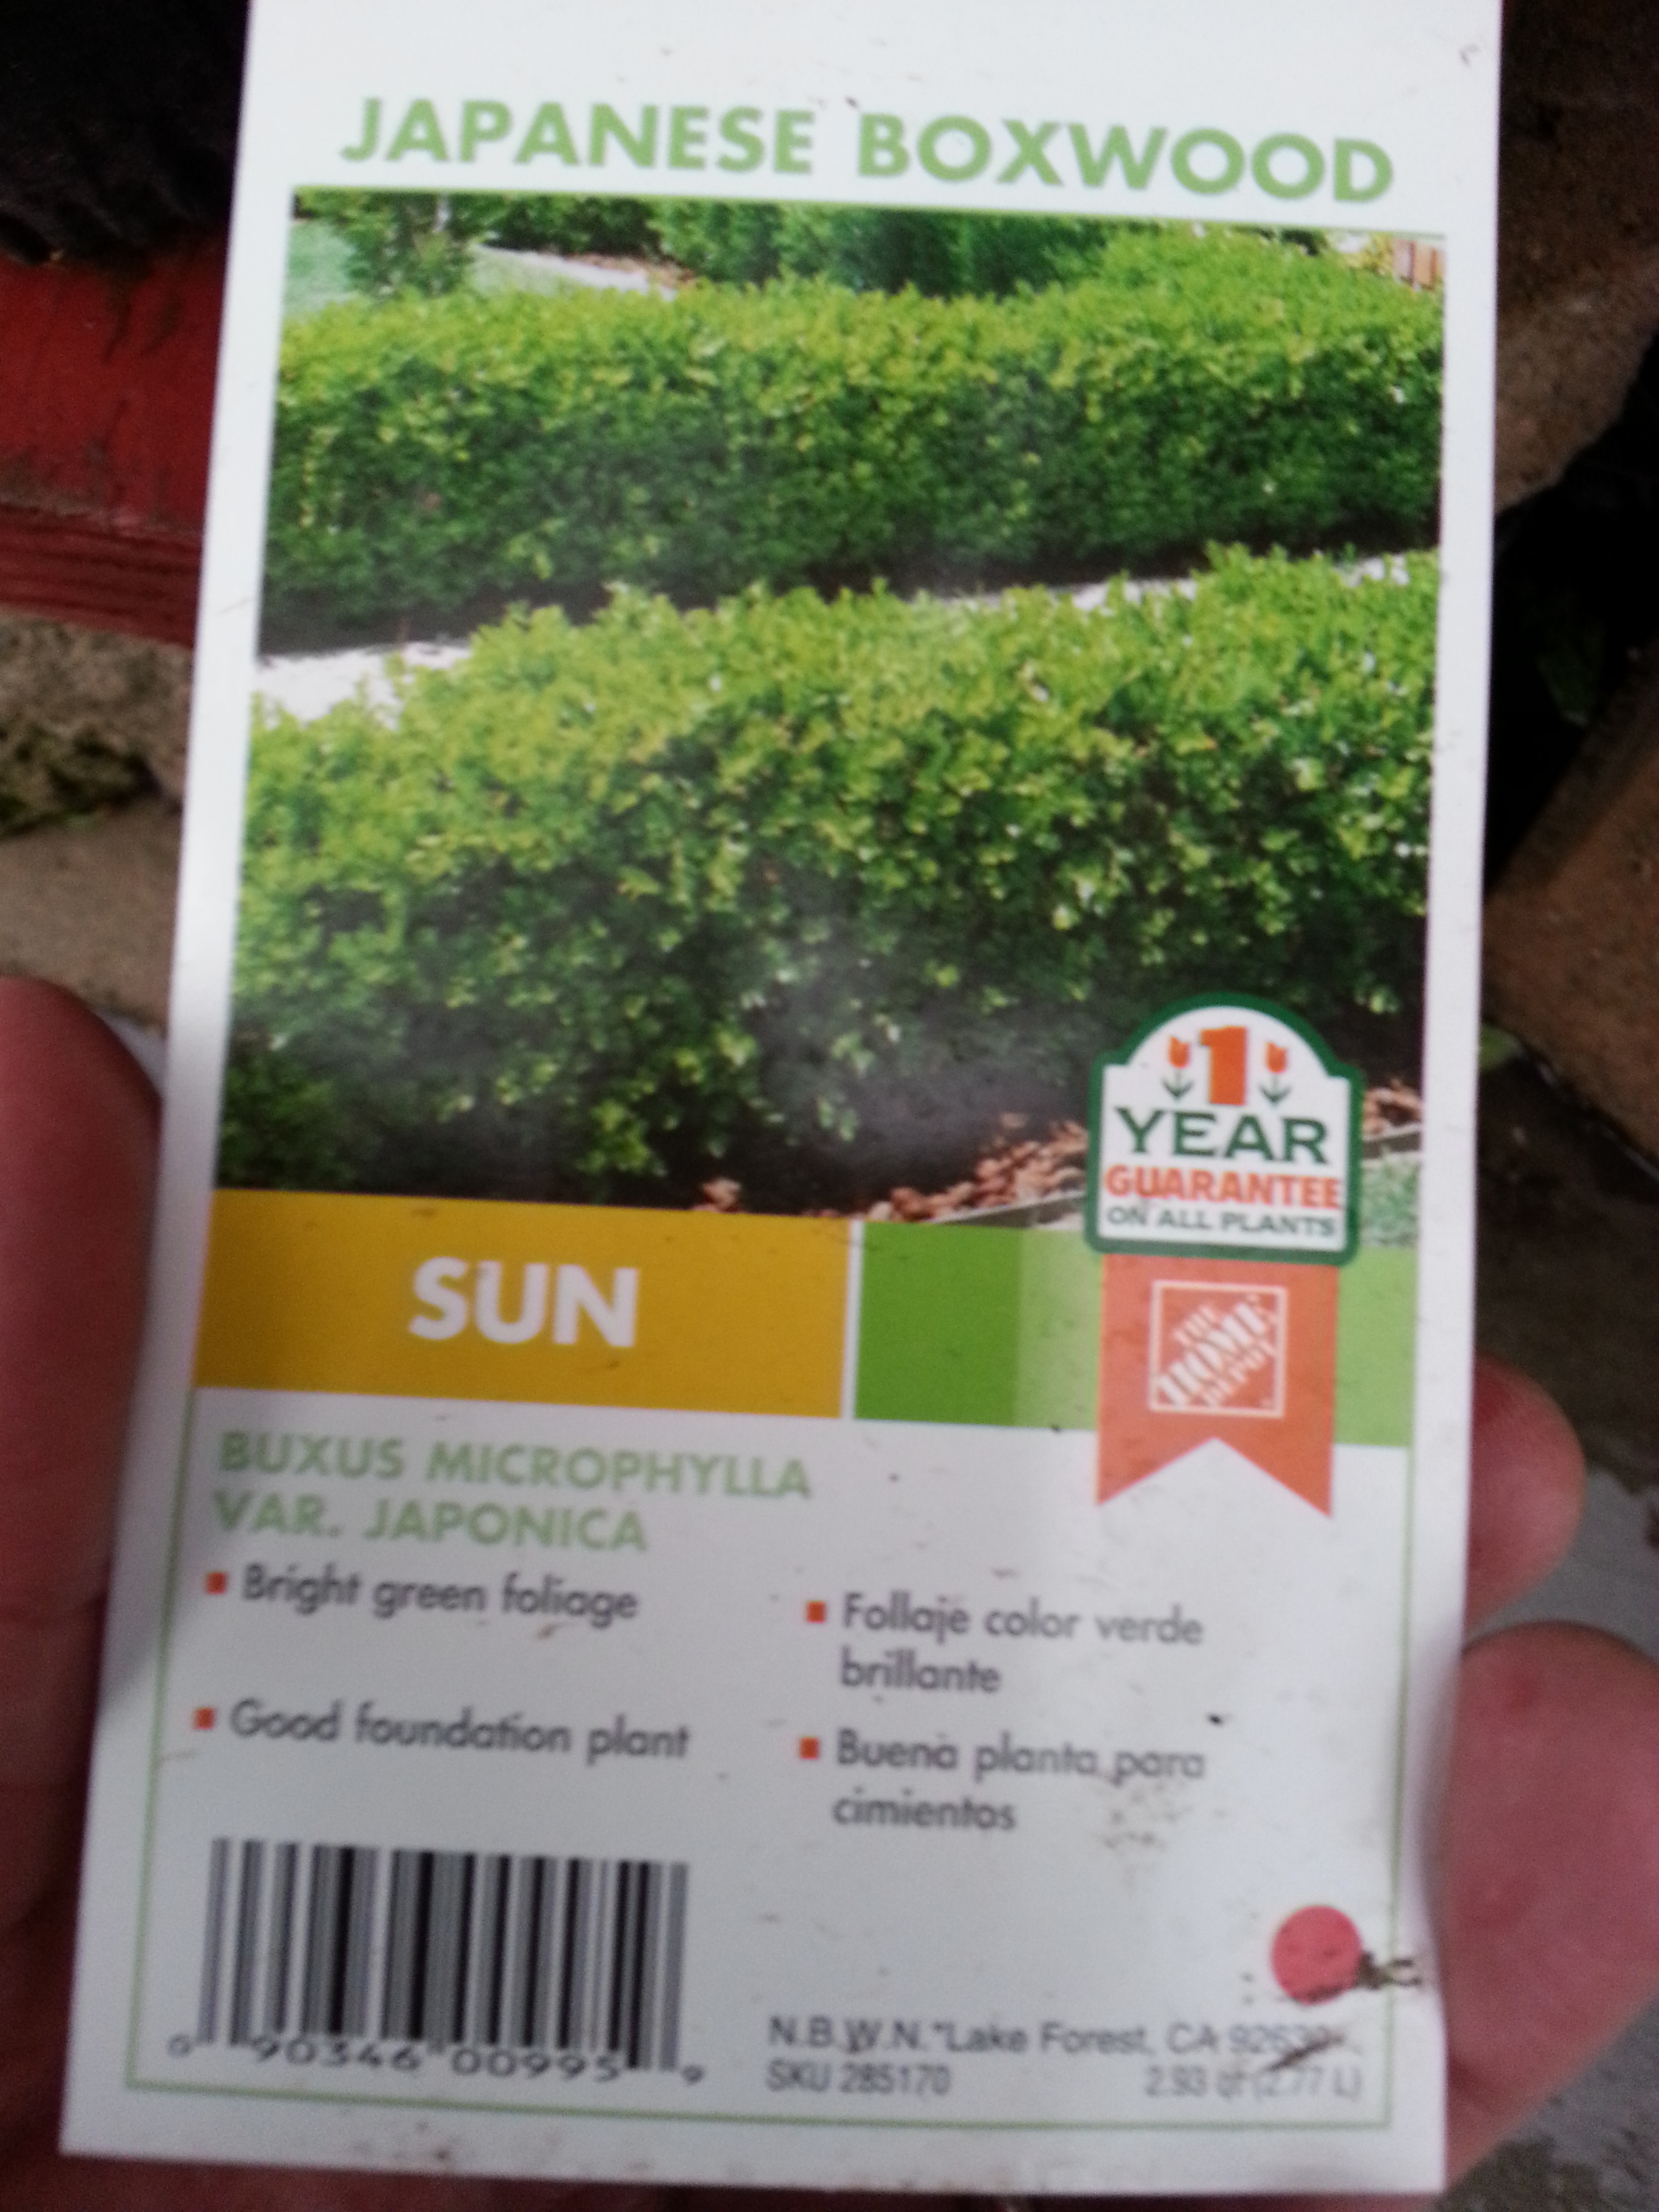 JAPANESE BOXWOOD
1
YEAR
GUARANTEE
ON ALL PLANTS
SUN
THE
HOME
DEPOT
BUXUS MICROPHYLLA
VAR. JAPONICA
Bright green foliage
Good foundation plant
Follaje color verde
brillante
Buena planta para
cimientos
0 90346 00995 9
N.B.W.N. *Lake Forest, CA
SKU 285170
2.93 qt (2.77 L)